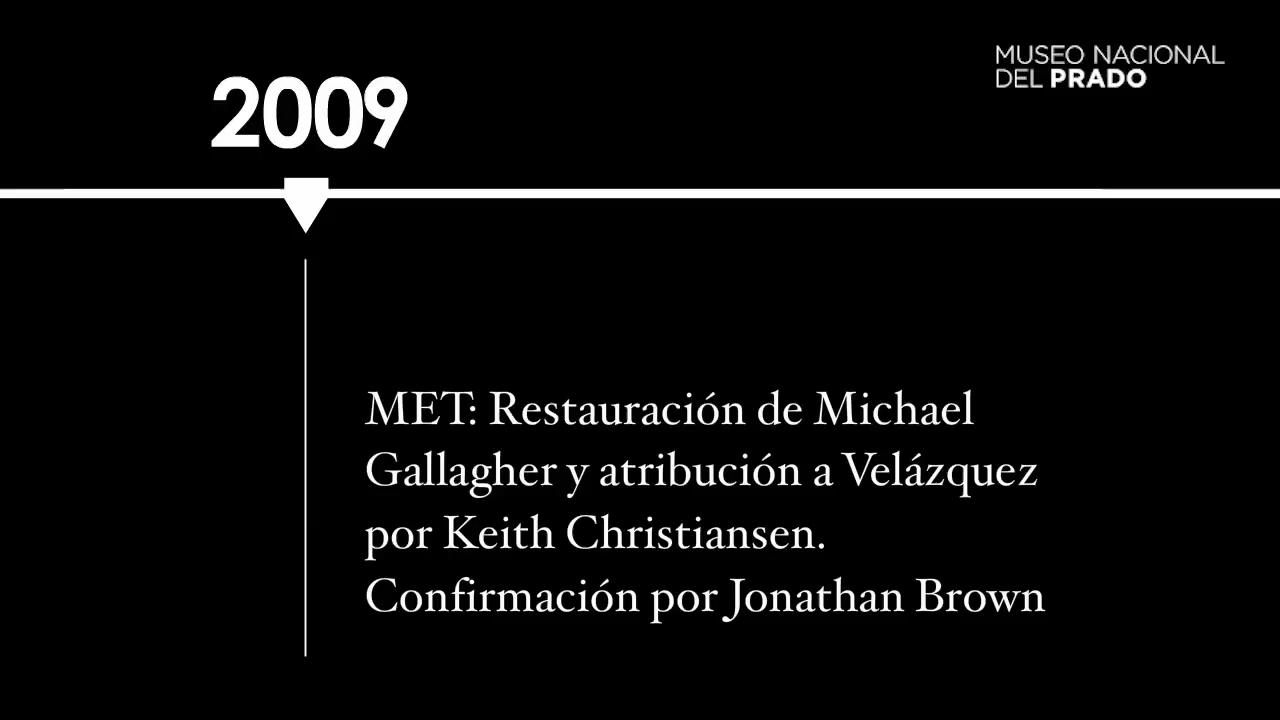 MUSEO NACIONAL
DEL PRADO
2009
MET: Restauración de Michael
Gallagher y atribución a Velázquez
por Keith Christiansen.
Confirmación por Jonathan Brown